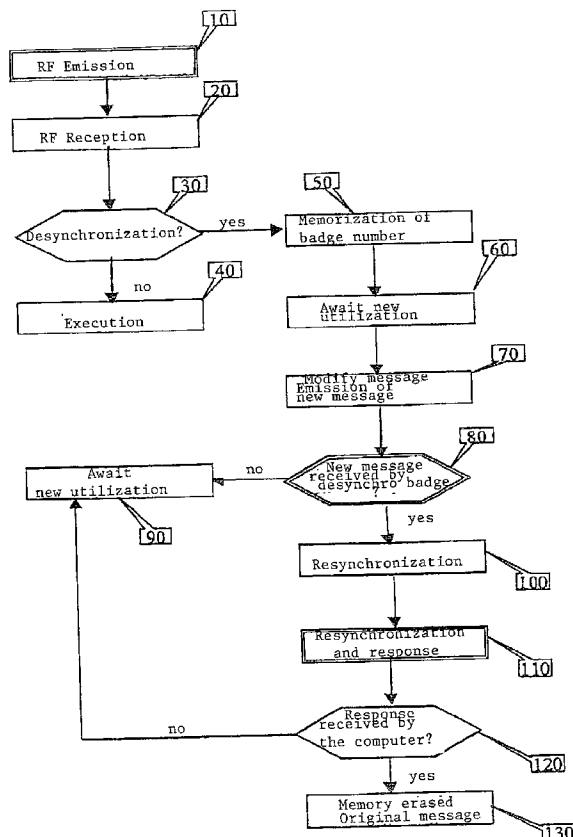 10
RF Emission
20
RF Reception
30
Desynchronization?
yes
50
Memorization of
badge number
no
40
Execution
60
Await new
utilization
70
Modify message
Emission of
new message
80
New message
received by
desynchro badge
?
no
Await
new utilization
90
yes
Resynchronization
100
Resynchronization
and response
110
Response
received by
the computer?
no
120
yes
Memory erased
Original message
130